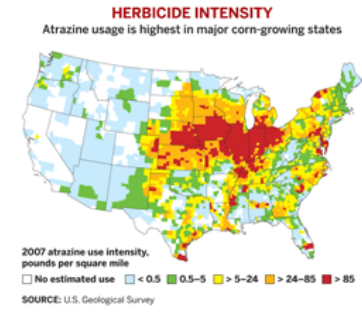 HERBICIDE INTENSITY
Atrazine usage is highest in major corn-growing states
2007 atrazine use intensity,
pounds per square mile
No estimated use < 0.5 0.5–5 > 5–24 > 24–85 > 85
SOURCE: U.S. Geological Survey